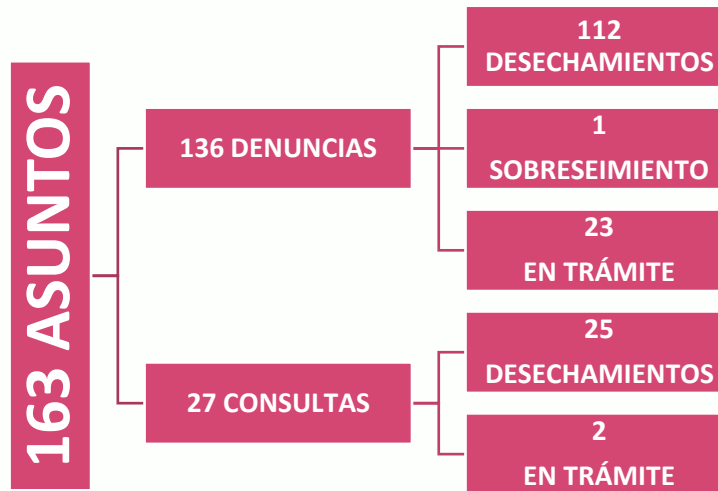 163 ASUNTOS
136 DENUNCIAS
112
DESECHAMIENTOS
1
SOBRESEIMIENTO
23
EN TRÁMITE
27 CONSULTAS
25
DESECHAMIENTOS
2
EN TRÁMITE